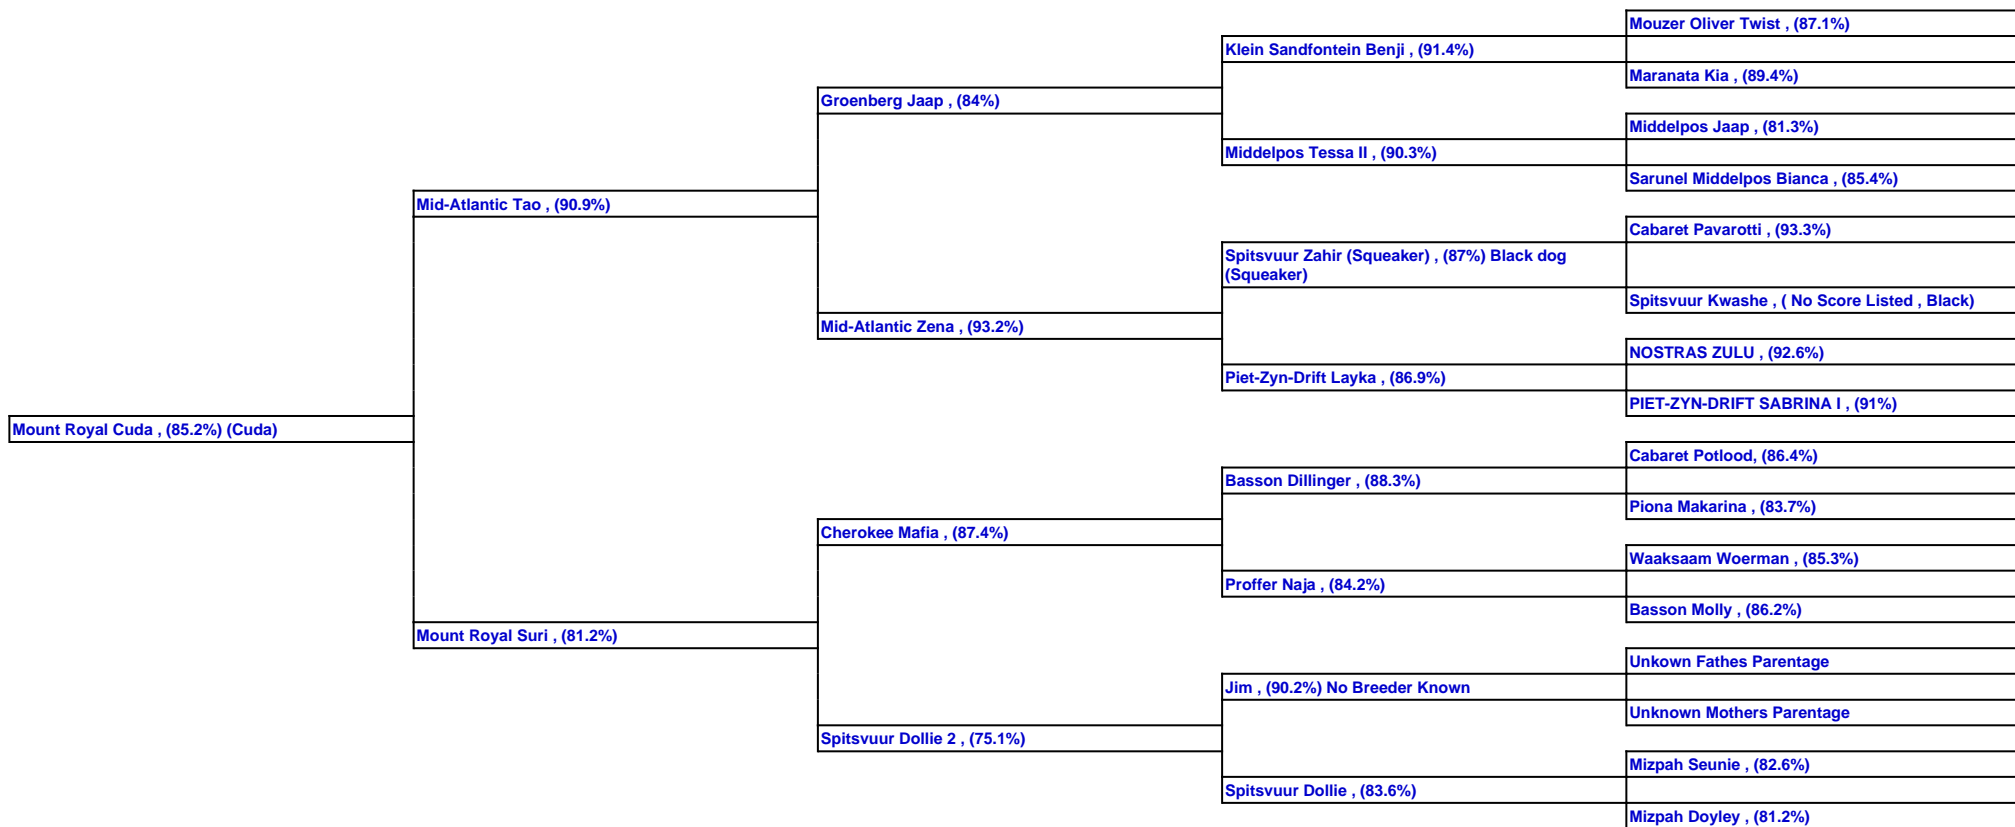 Mouzer Oliver Twist , (87.1%)
Klein Sandfontein Benji , (91.4%)
Maranata Kia , (89.4%)
Groenberg Jaap , (84%)
Middelpos Jaap , (81.3%)
Middelpos Tessa II , (90.3%)
Sarunel Middelpos Bianca , (85.4%)
Mid-Atlantic Tao , (90.9%)
Cabaret Pavarotti , (93.3%)
Spitsvuur Zahir (Squeaker) , (87%) Black dog
(Squeaker)
Spitsvuur Kwashe , ( No Score Listed , Black)
Mid-Atlantic Zena , (93.2%)
NOSTRAS ZULU , (92.6%)
Piet-Zyn-Drift Layka , (86.9%)
PIET-ZYN-DRIFT SABRINA I , (91%)
Mount Royal Cuda , (85.2%) (Cuda)
Cabaret Potlood, (86.4%)
Basson Dillinger , (88.3%)
Piona Makarina , (83.7%)
Cherokee Mafia , (87.4%)
Waaksaam Woerman , (85.3%)
Proffer Naja , (84.2%)
Basson Molly , (86.2%)
Mount Royal Suri , (81.2%)
Unkown Fathes Parentage
Jim , (90.2%) No Breeder Known
Unknown Mothers Parentage
Spitsvuur Dollie 2 , (75.1%)
Mizpah Seunie , (82.6%)
Spitsvuur Dollie , (83.6%)
Mizpah Doyley , (81.2%)